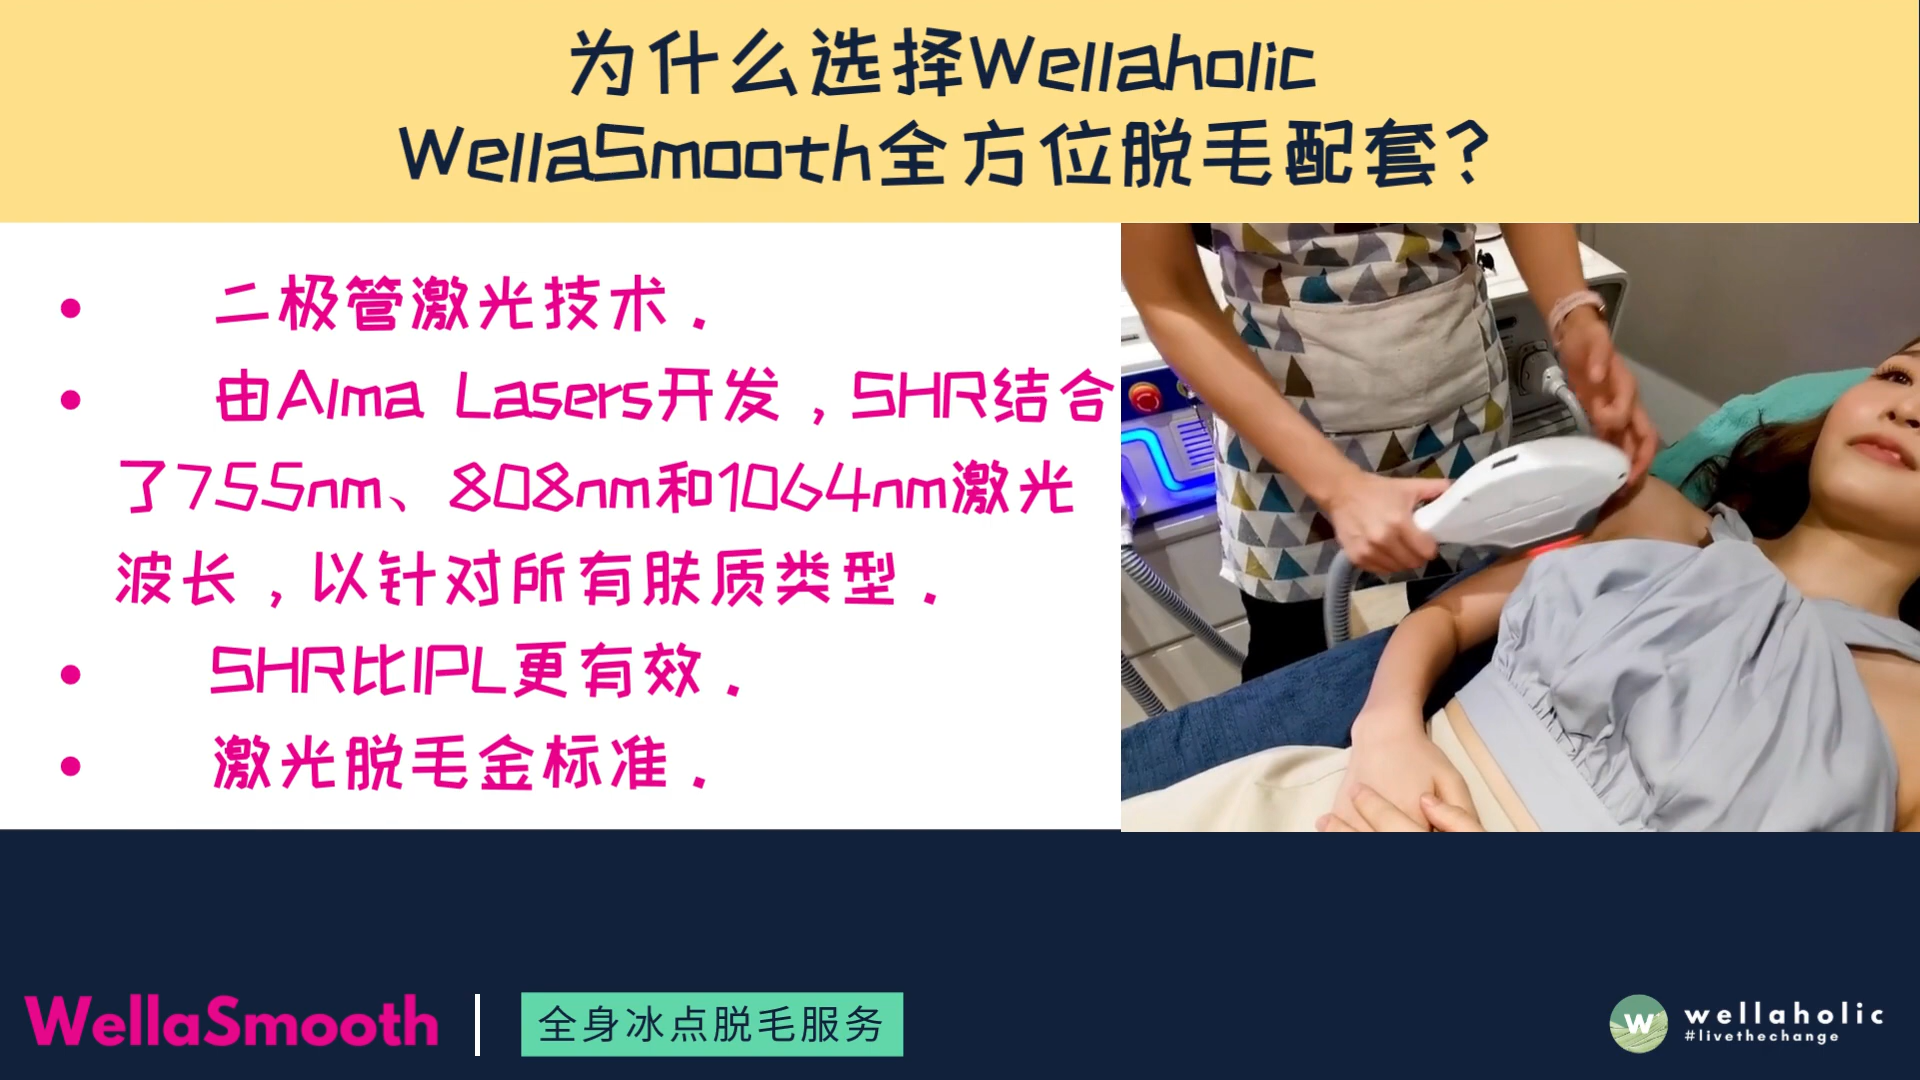 为什么选择Wellaholic
WellaSmooth全方位脱毛配套？
• 二极管激光技术．
• 由Alma Lasers开发，SHR结合
了755nm、808nm和1064nm激光
波长，以针对所有肤质类型．
• SHR比IPL更有效．
• 激光脱毛金标准．
WellaSmooth
全身冰点脱毛服务
W
wellaholic
#livethechange